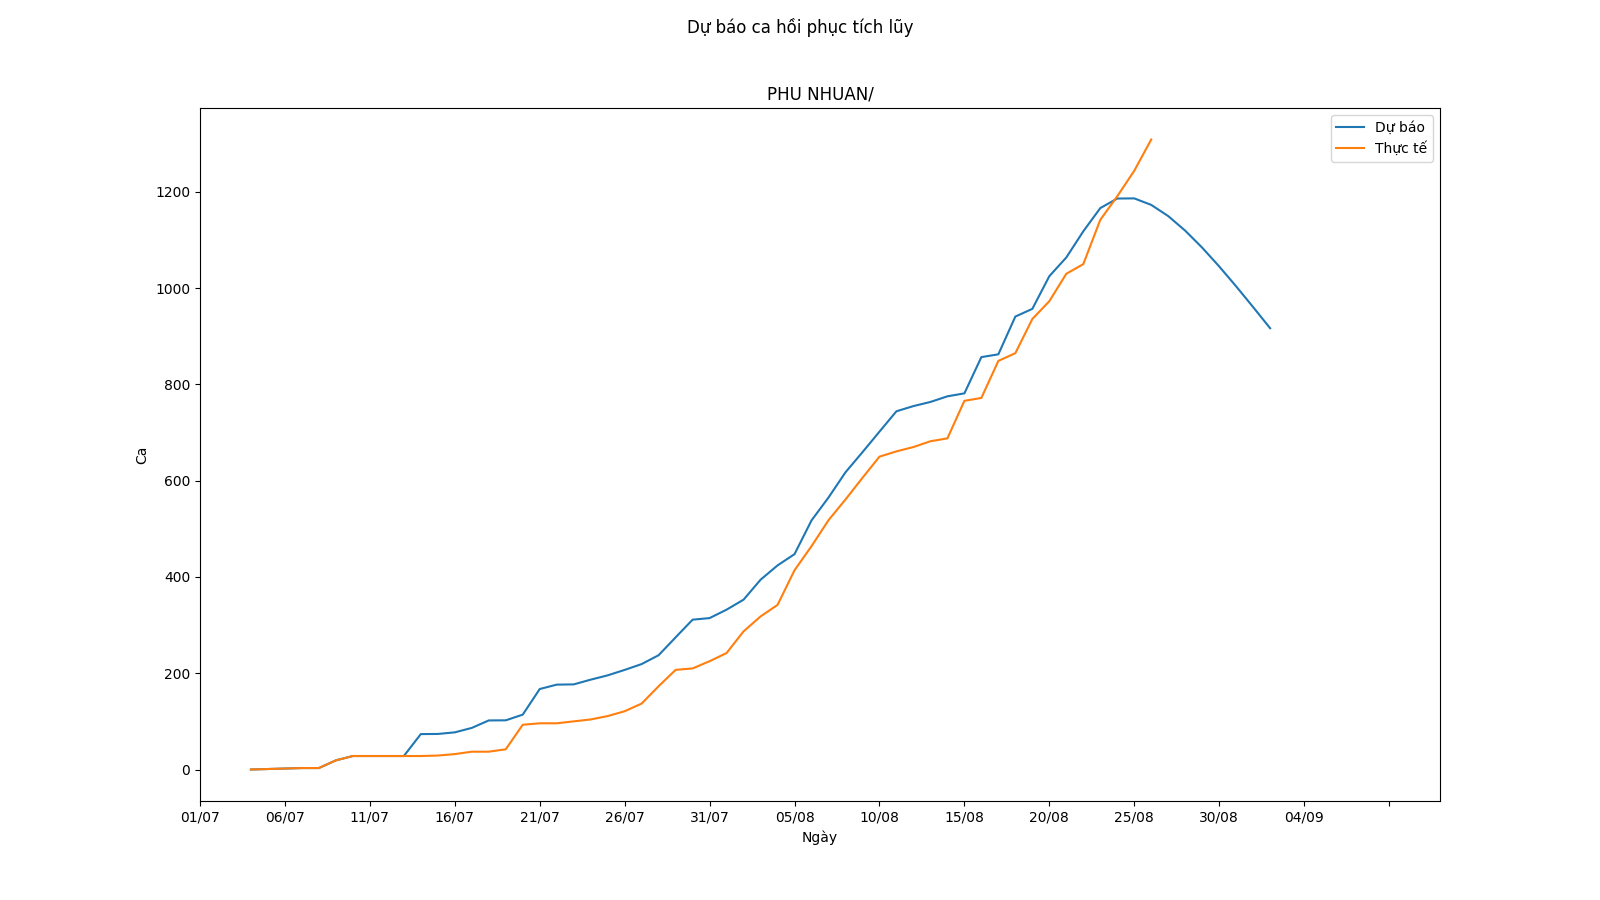 Dự báo ca hồi phục tích lũy
PHU NHUAN/
Dự báo
Thực tế
1200
1000
800
600
400
200
0
Ca
01/07 06/07 11/07 16/07 21/07 26/07 31/07 05/08 10/08 15/08 20/08 25/08 30/08 04/09
Ngày